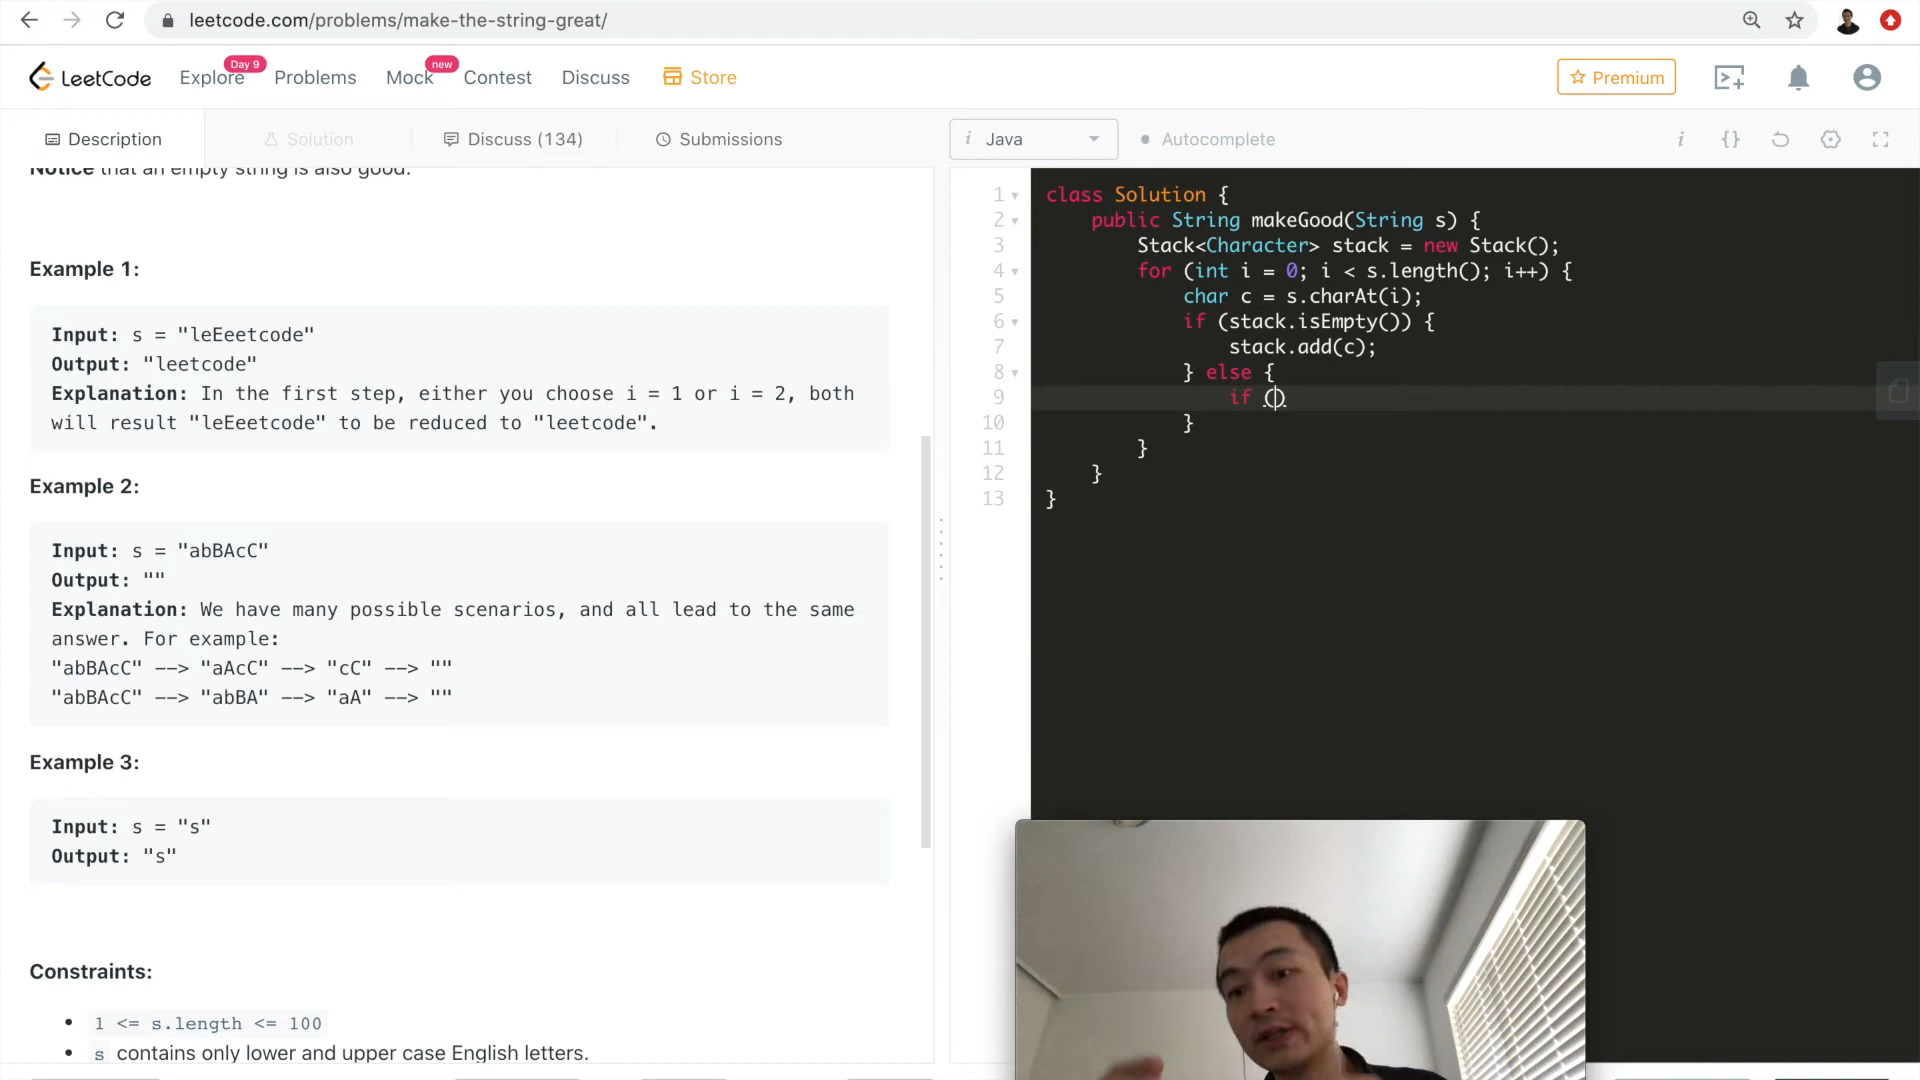 leetcode.com/problems/make-the-string-great/
LeetCode
Explore
Day 9
Problems
Mock
new
Contest
Discuss
Store
Premium
Description
Solution
Discuss (134)
Submissions
i Java
Autocomplete
i {}
Notice that an empty string is also good.
Example 1:
Input: s = "leEeetcode"
Output: "leetcode"
Explanation: In the first step, either you choose i = 1 or i = 2, both
will result "leEeetcode" to be reduced to "leetcode".
Example 2:
Input: s = "abBAcC"
Output: ""
Explanation: We have many possible scenarios, and all lead to the same
answer. For example:
"abBAcC" --> "aAcC" --> "cC" --> ""
"abBAcC" --> "abBA" --> "aA" --> ""
Example 3:
Input: s = "s"
Output: "s"
Constraints:
• 1 <= s.length <= 100
• s contains only lower and upper case English letters.
1 class Solution {
2 public String makeGood(String s) {
3 Stack<Character> stack = new Stack();
4 for (int i = 0; i < s.length(); i++) {
5 char c = s.charAt(i);
6 if (stack.isEmpty()) {
7 stack.add(c);
8 } else {
9 if ()
10 }
11 }
12 }
13 }